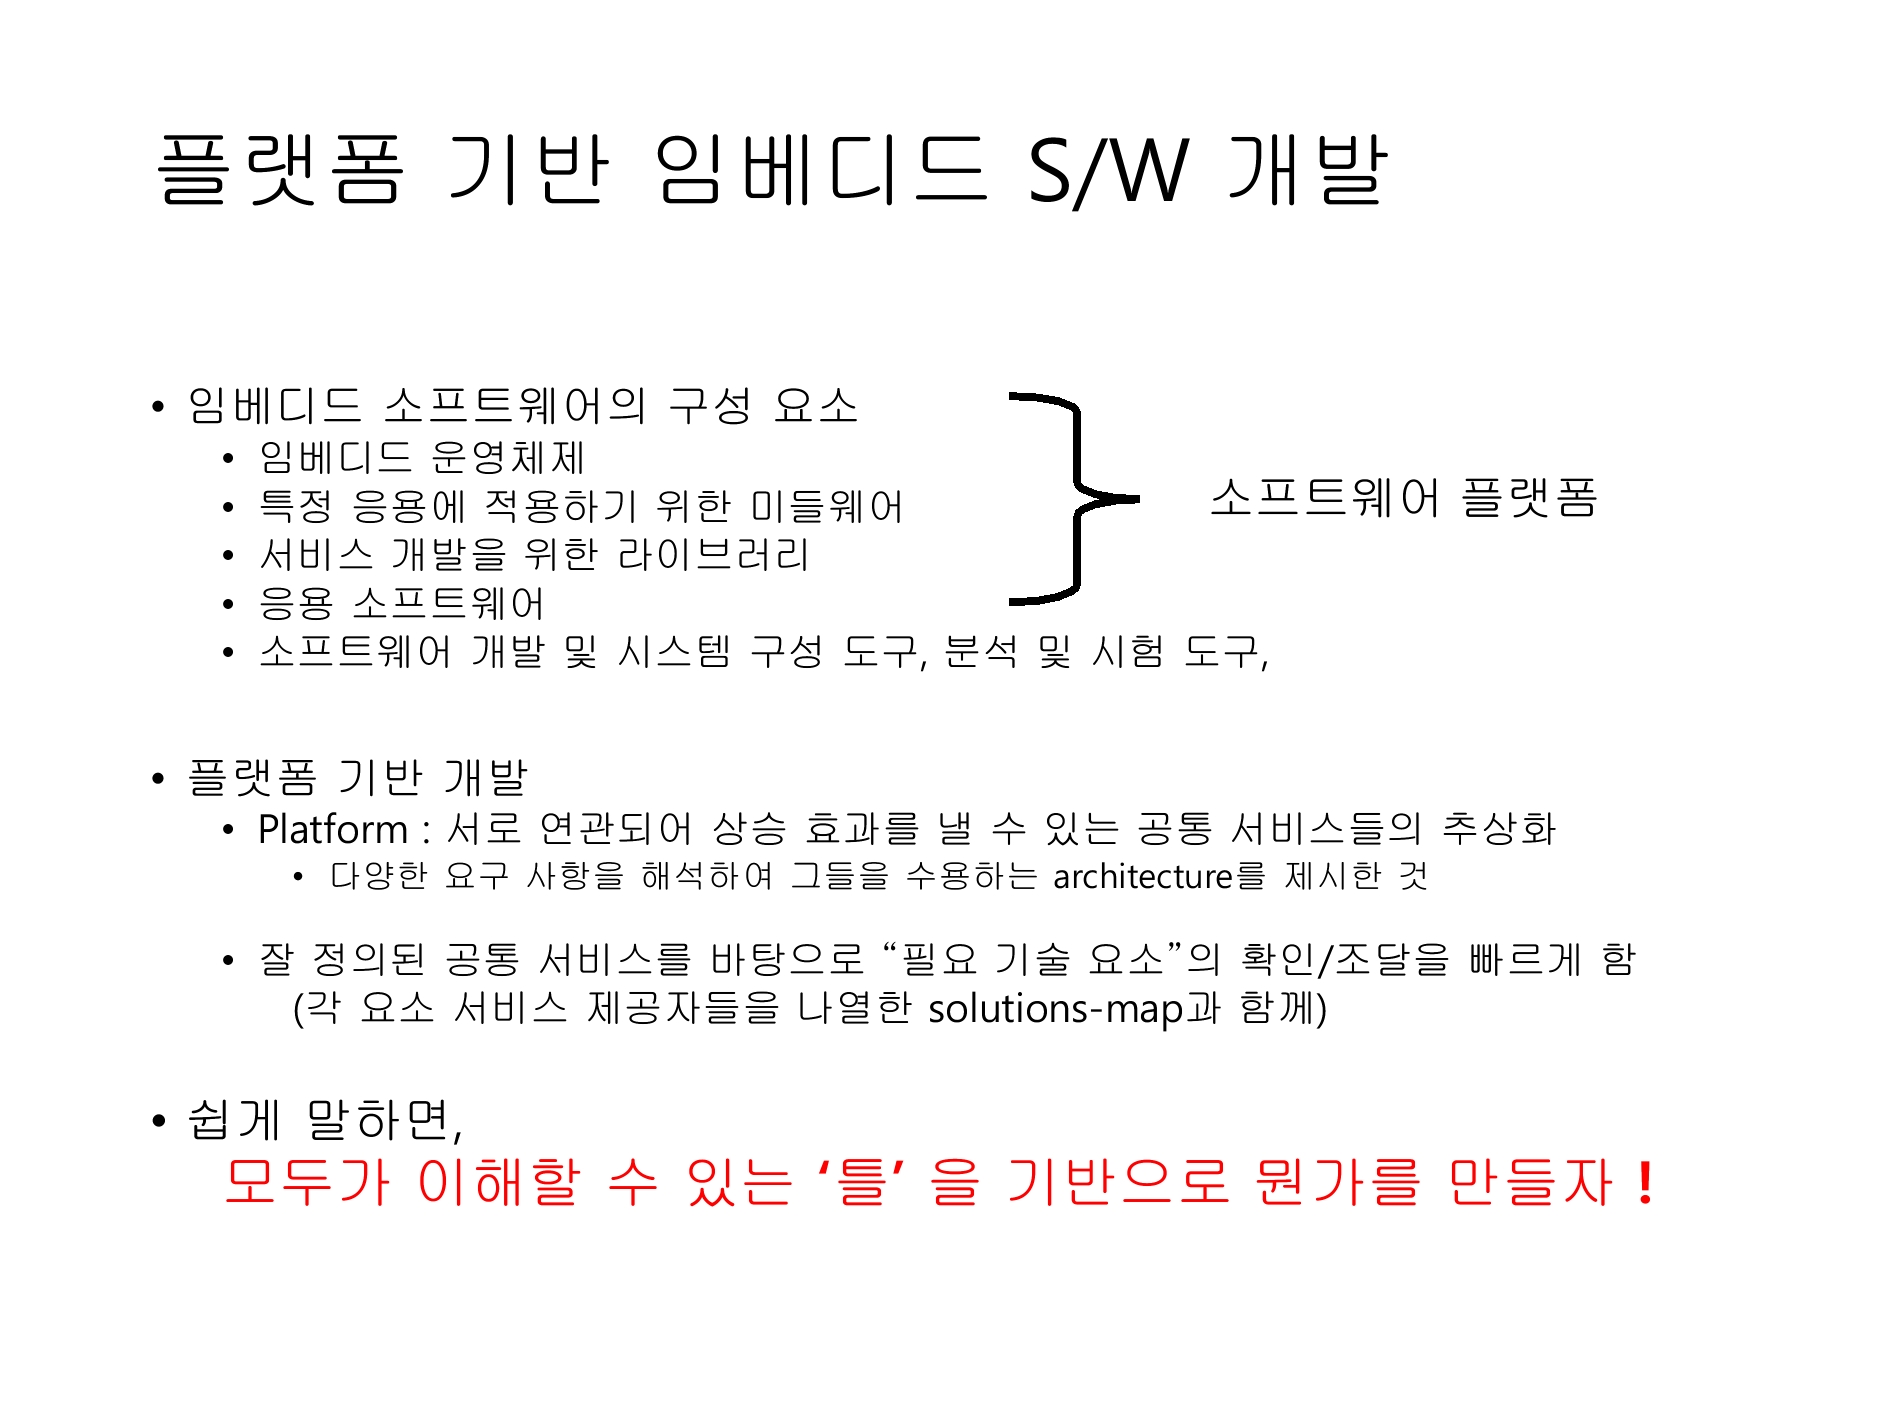 플랫폼 기반 임베디드 S/W 개발
• 임베디드 소프트웨어의 구성 요소
• 임베디드 운영체제
• 특정 응용에 적용하기 위한 미들웨어
• 서비스 개발을 위한 라이브러리
• 응용 소프트웨어
• 소프트웨어 개발 및 시스템 구성 도구, 분석 및 시험 도구,
소프트웨어 플랫폼
• 플랫폼 기반 개발
• Platform : 서로 연관되어 상승 효과를 낼 수 있는 공통 서비스들의 추상화
• 다양한 요구 사항을 해석하여 그들을 수용하는 architecture를 제시한 것
• 잘 정의된 공통 서비스를 바탕으로 “필요 기술 요소”의 확인/조달을 빠르게 함
(각 요소 서비스 제공자들을 나열한 solutions-map과 함께)
• 쉽게 말하면,
모두가 이해할 수 있는 ‘틀’ 을 기반으로 뭔가를 만들자 !